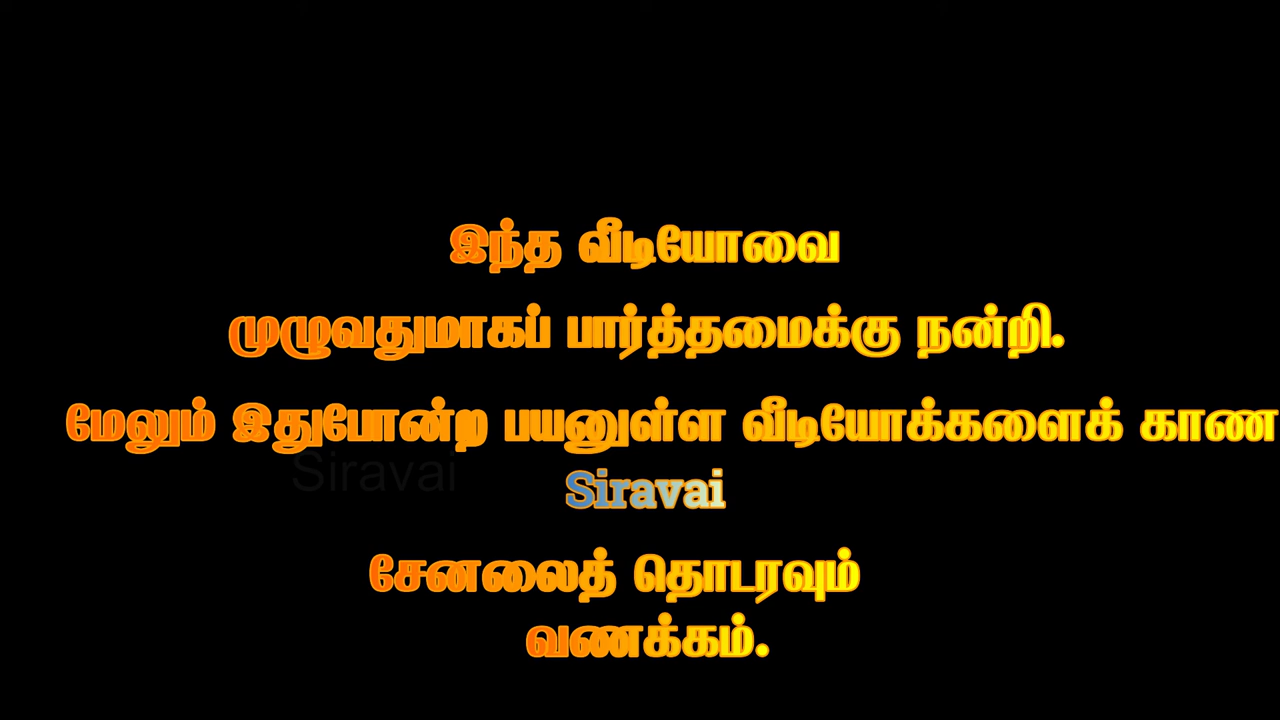 இந்த வீடியோவை
முழுவதுமாகப் பார்த்தமைக்கு நன்றி.
மேலும் இதுபோன்ற பயனுள்ள வீடியோக்களைக் காண
Siravai
Siravai
சேனலைத் தொடரவும்
வணக்கம்.